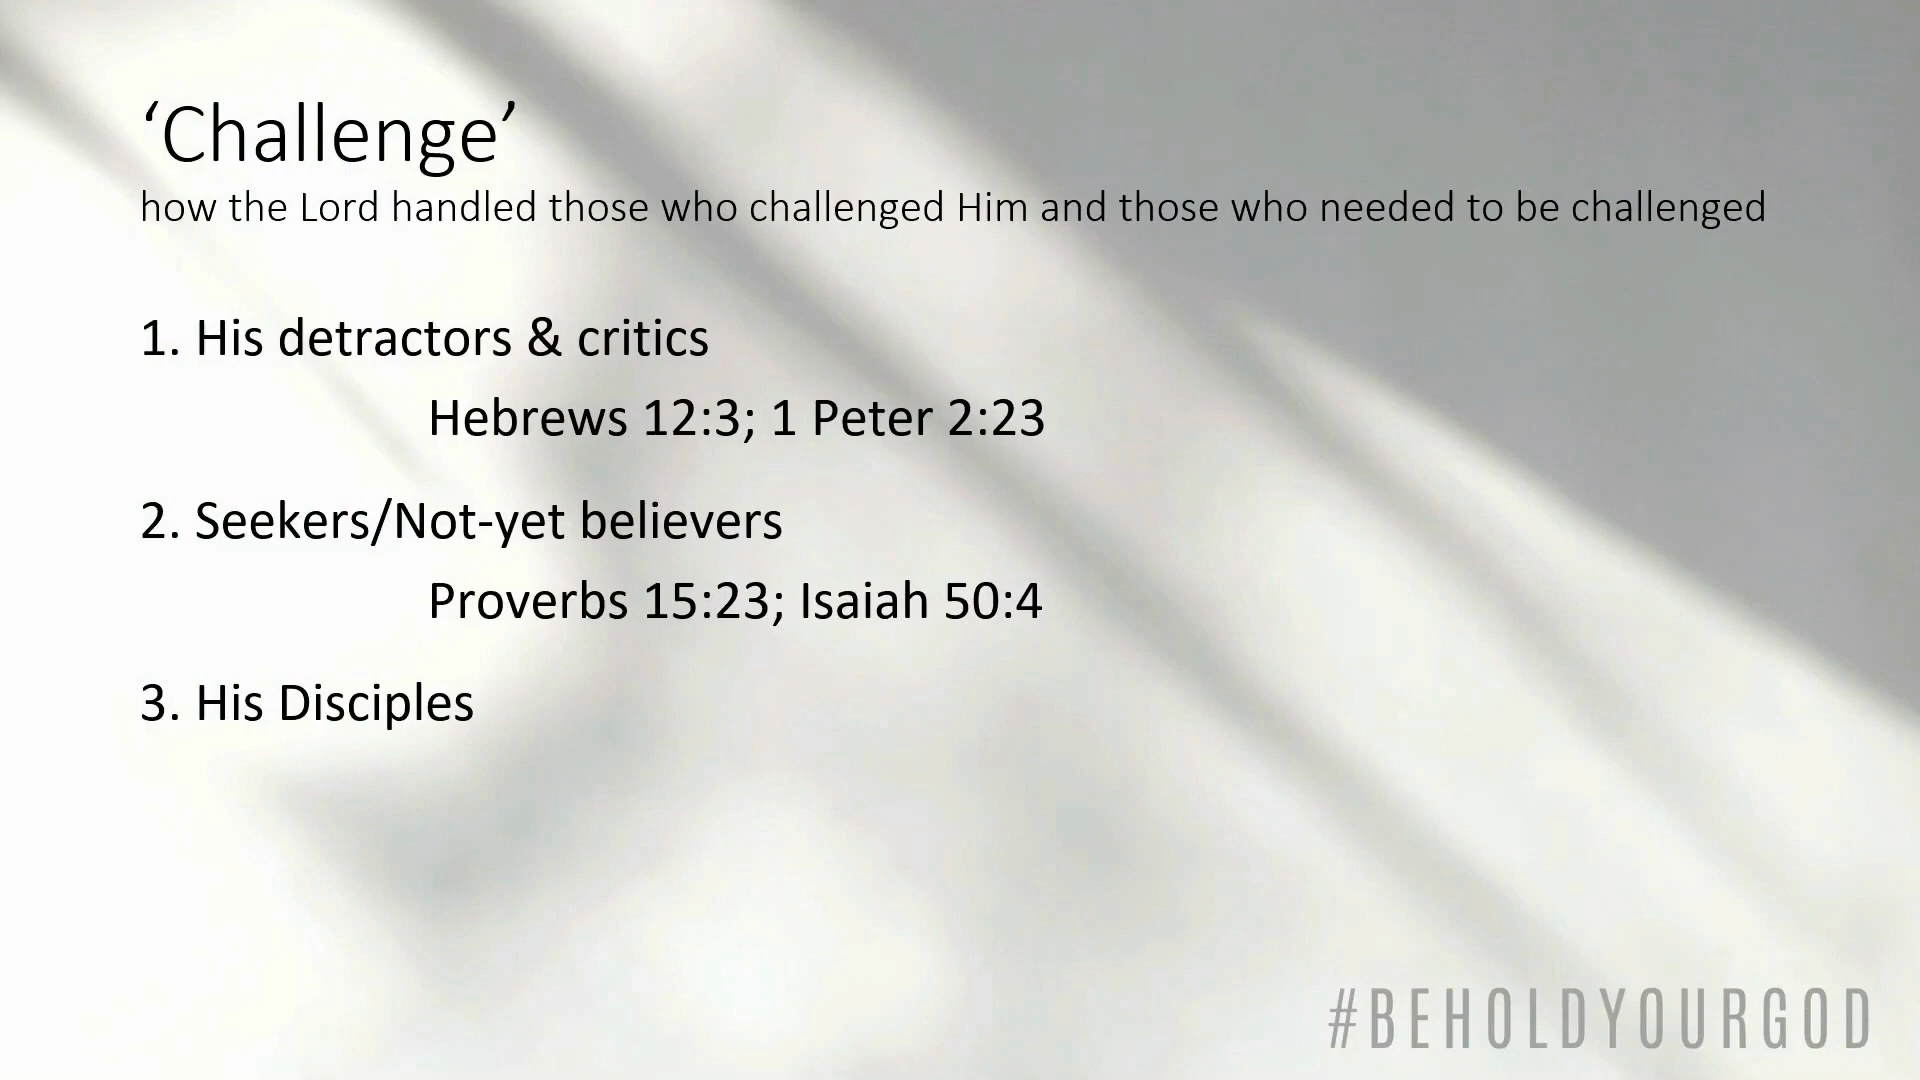 ‘Challenge’
how the Lord handled those who challenged Him and those who needed to be challenged
1. His detractors & critics
Hebrews 12:3; 1 Peter 2:23
2. Seekers/Not-yet believers
Proverbs 15:23; Isaiah 50:4
3. His Disciples
#BEHOLDYOURGOD